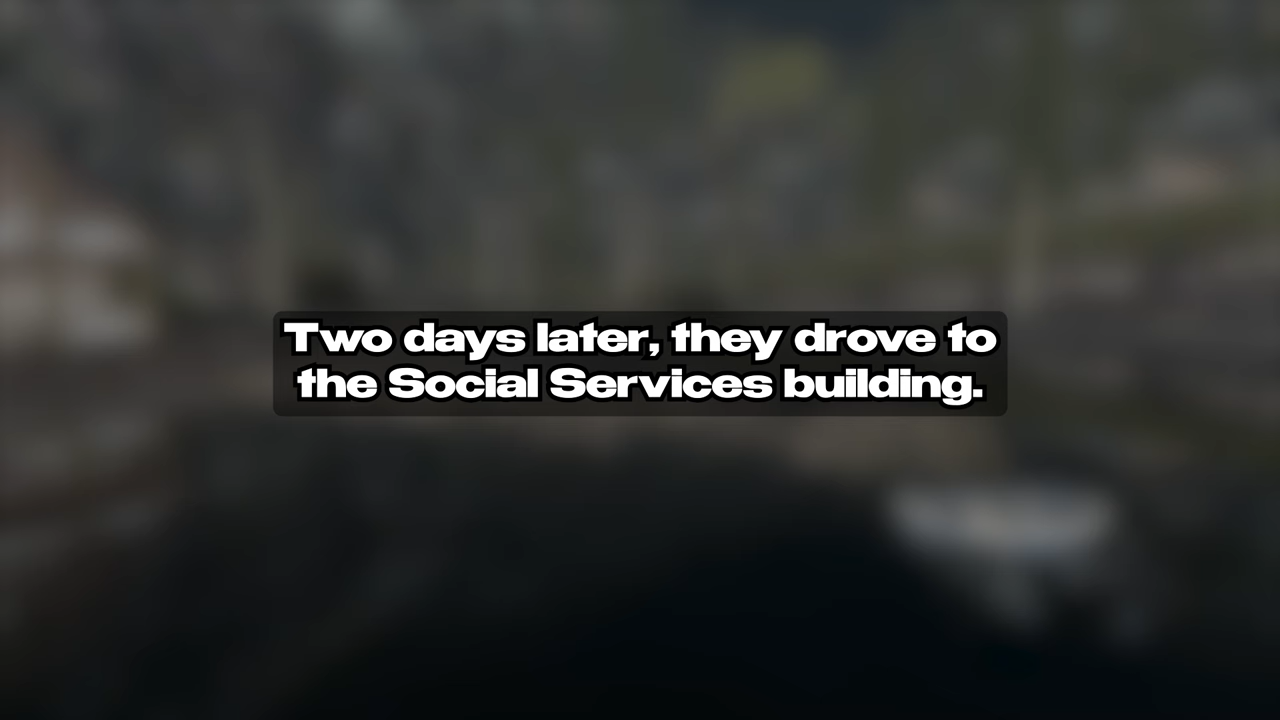 Two days later, they drove to
the Social Services building.